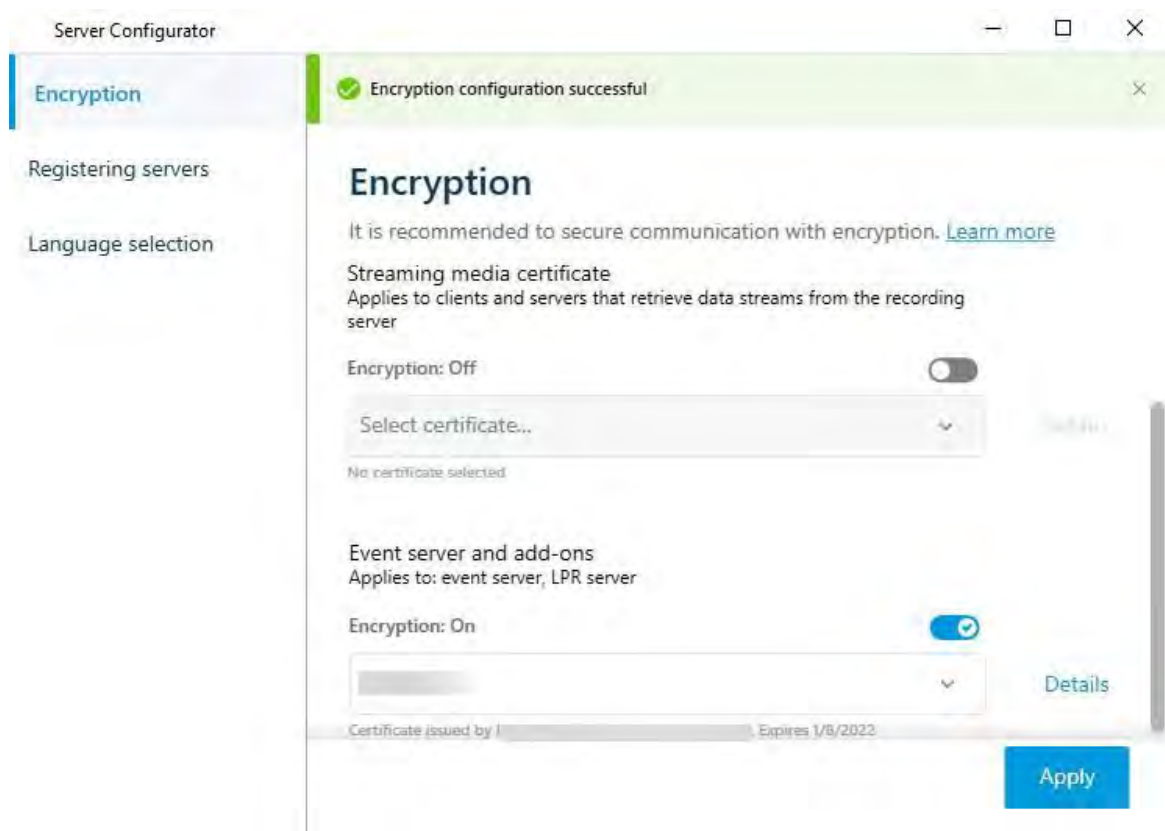 Server Configurator
Encryption
Registering servers
Language selection
Encryption configuration successful
Encryption
It is recommended to secure communication with encryption. Learn more
Streaming media certificate
Applies to clients and servers that retrieve data streams from the recording
server
Encryption: Off
Select certificate...
No certificate selected
Event server and add-ons
Applies to: event server, LPR server
Encryption: On
Details
Certificate issued by
Expires 1/8/2022
Apply